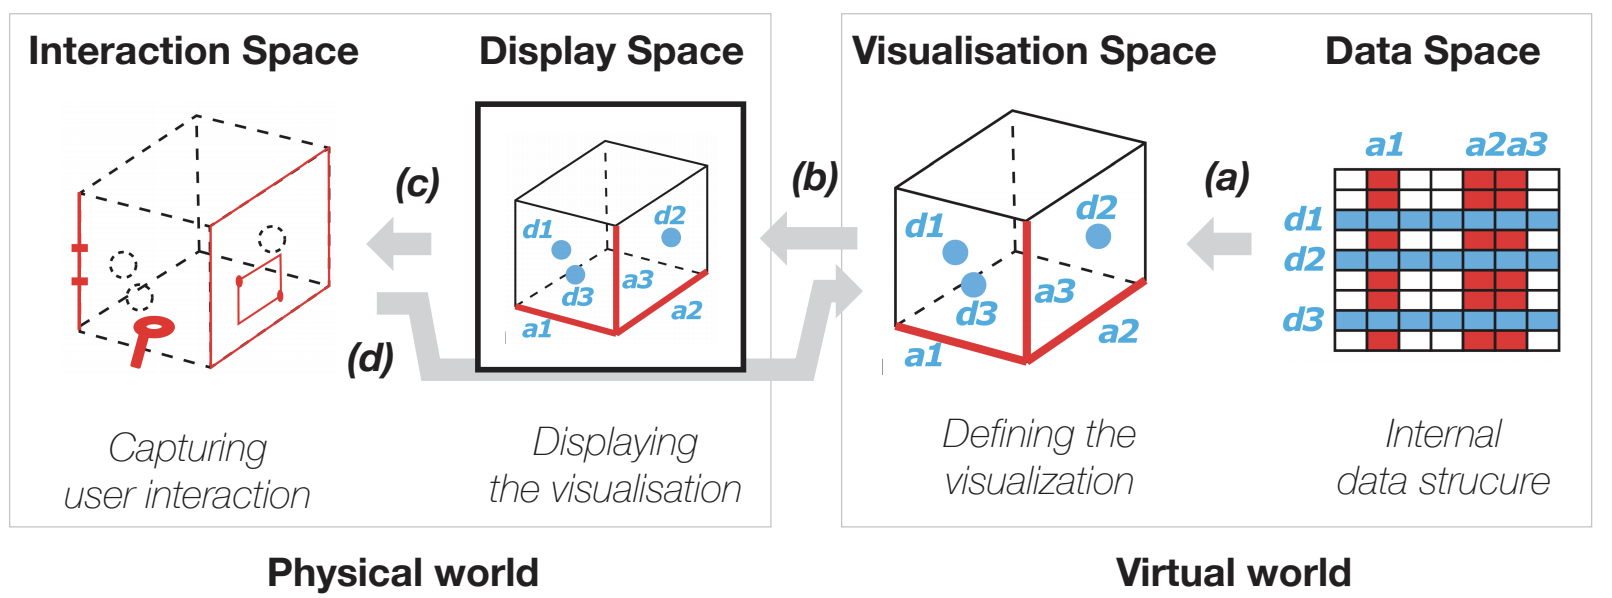 Interaction Space
Display Space
Visualisation Space
Data Space
(c)
(b)
(a)
(d)
d1
d2
d3
a3
a1
a2
d1
d2
d3
a3
a1
a2
a1
a2a3
d1
d2
d3
Capturing
user interaction
Displaying
the visualisation
Defining the
visualization
Internal
data strucure
Physical world
Virtual world